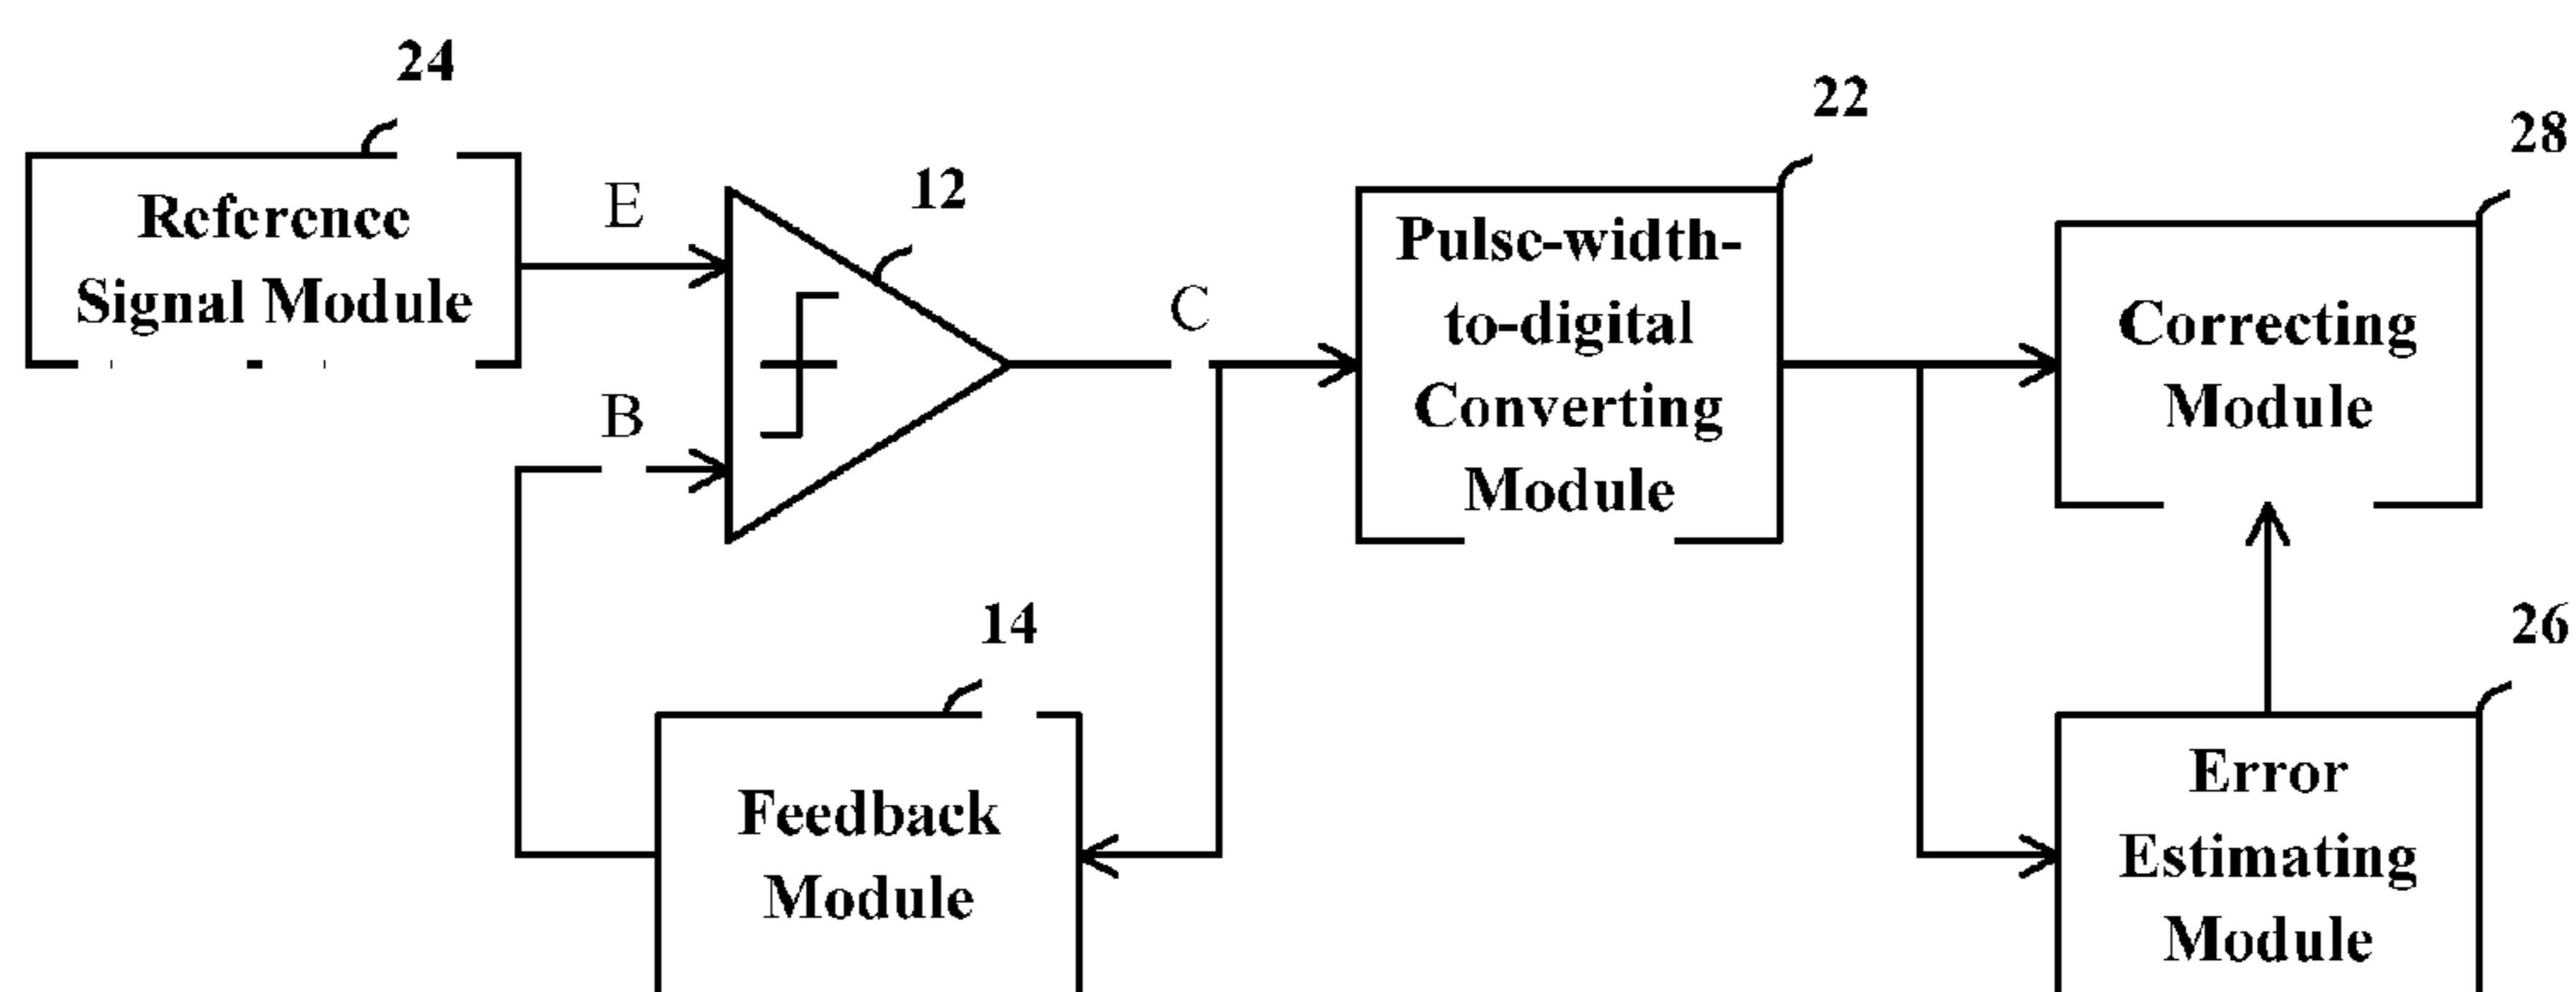 24
Reference
Signal Module
E
12
B
C
22
Pulse-width-
to-digital
Converting
Module
28
Correcting
Module
14
Feedback
Module
26
Error
Estimating
Module